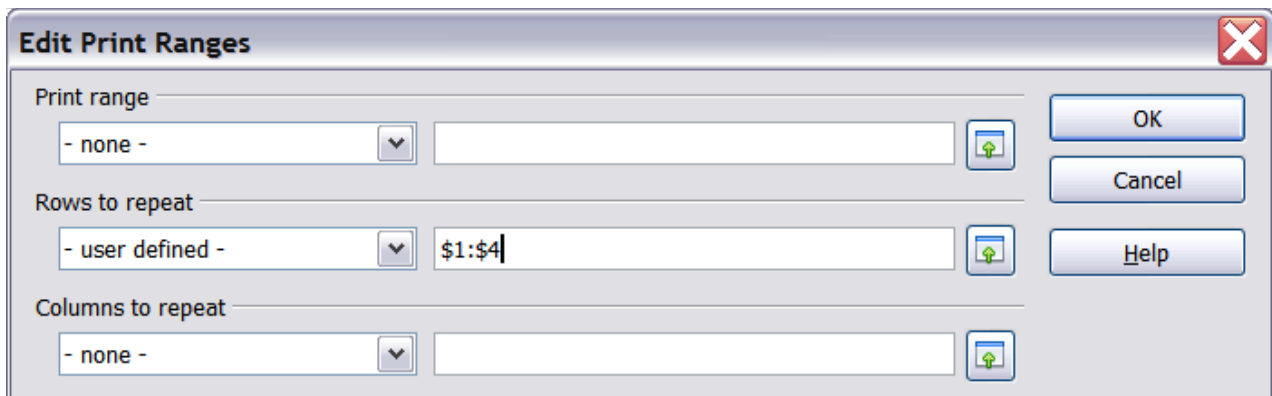 Edit Print Ranges
Print range
- none -
OK
Cancel
Rows to repeat
- user defined -
$1:$4
Help
Columns to repeat
- none -